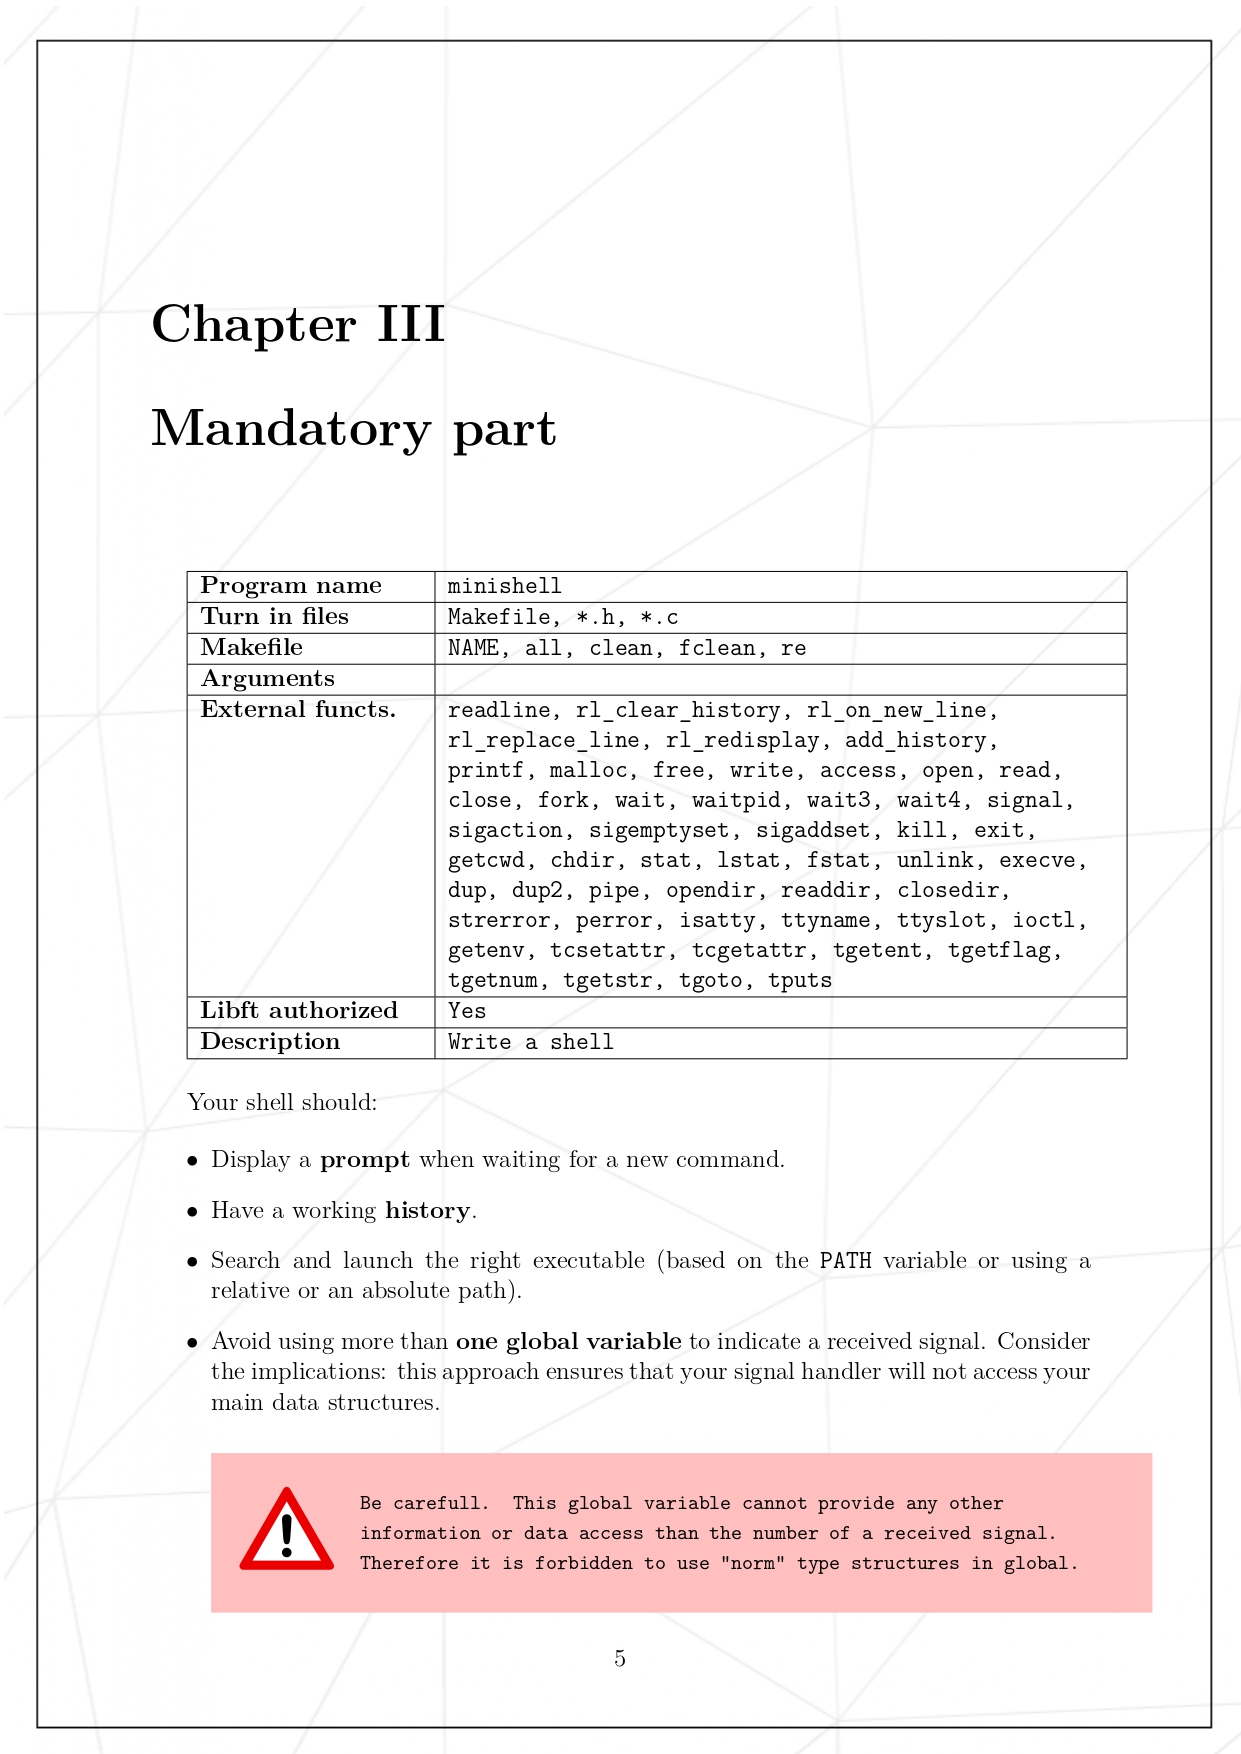 Chapter III
Mandatory part
Program name minishell
Turn in files Makefile, *.h, *.c
Makefile NAME, all, clean, fclean, re
Arguments
External functs. readline, rl_clear_history, rl_on_new_line,
rl_replace_line, rl_redisplay, add_history,
printf, malloc, free, write, access, open, read,
close, fork, wait, waitpid, wait3, wait4, signal,
sigaction, sigemptyset, sigaddset, kill, exit,
getcwd, chdir, stat, lstat, fstat, unlink, execve,
dup, dup2, pipe, opendir, readdir, closedir,
strerror, perror, isatty, ttyname, ttyslot, ioctl,
getenv, tcsetattr, tcgetattr, tgetent, tgetflag,
tgetnum, tgetstr, tgoto, tputs
Libft authorized Yes
Description Write a shell
Your shell should:
• Display a prompt when waiting for a new command.
• Have a working history.
• Search and launch the right executable (based on the PATH variable or using a
relative or an absolute path).
• Avoid using more than one global variable to indicate a received signal. Consider
the implications: this approach ensures that your signal handler will not access your
main data structures.
Be carefull. This global variable cannot provide any other
information or data access than the number of a received signal.
Therefore it is forbidden to use "norm" type structures in global.
5